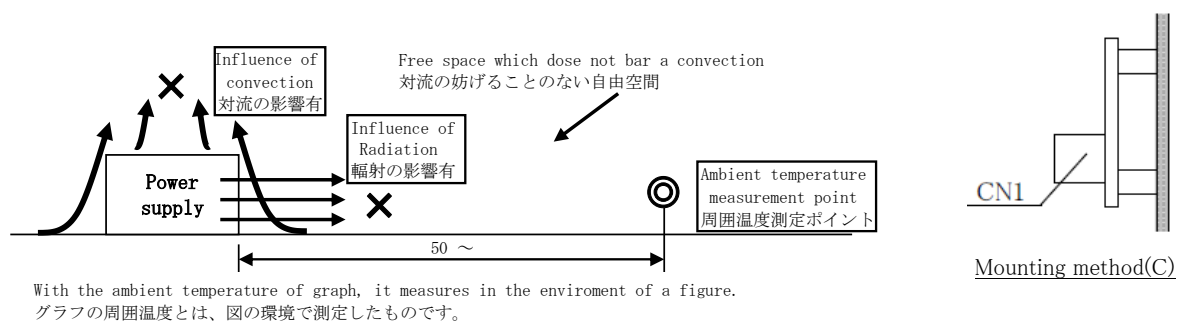 Influence of
convection
対流の影響有
Free space which dose not bar a convection
対流の妨げることのない自由空間
Influence of
Radiation
輻射の影響有
Power
supply
Ambient temperature
measurement point
周囲温度測定ポイント
50 ～
With the ambient temperature of graph, it measures in the enviroment of a figure.
グラフの周囲温度とは、図の環境で測定したものです。
CN1
Mounting method(C)